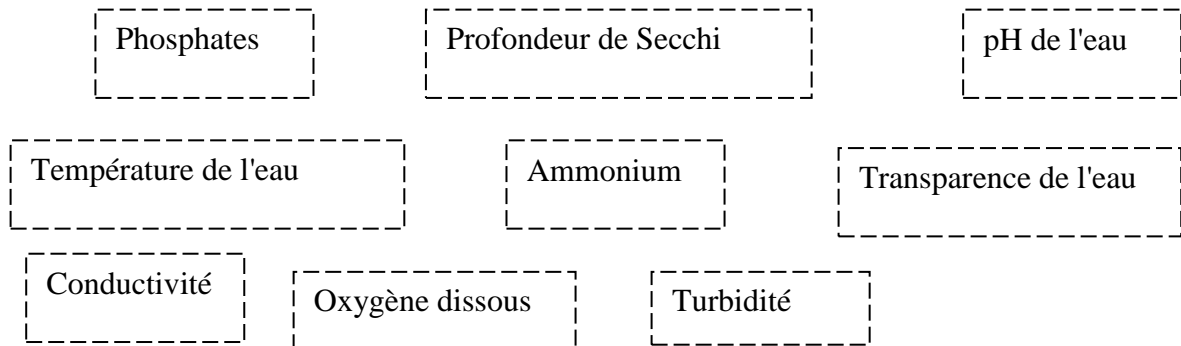 Phosphates
Profondeur de Secchi
pH de l'eau
Température de l'eau
Ammonium
Transparence de l'eau
Conductivité
Oxygène dissous
Turbidité